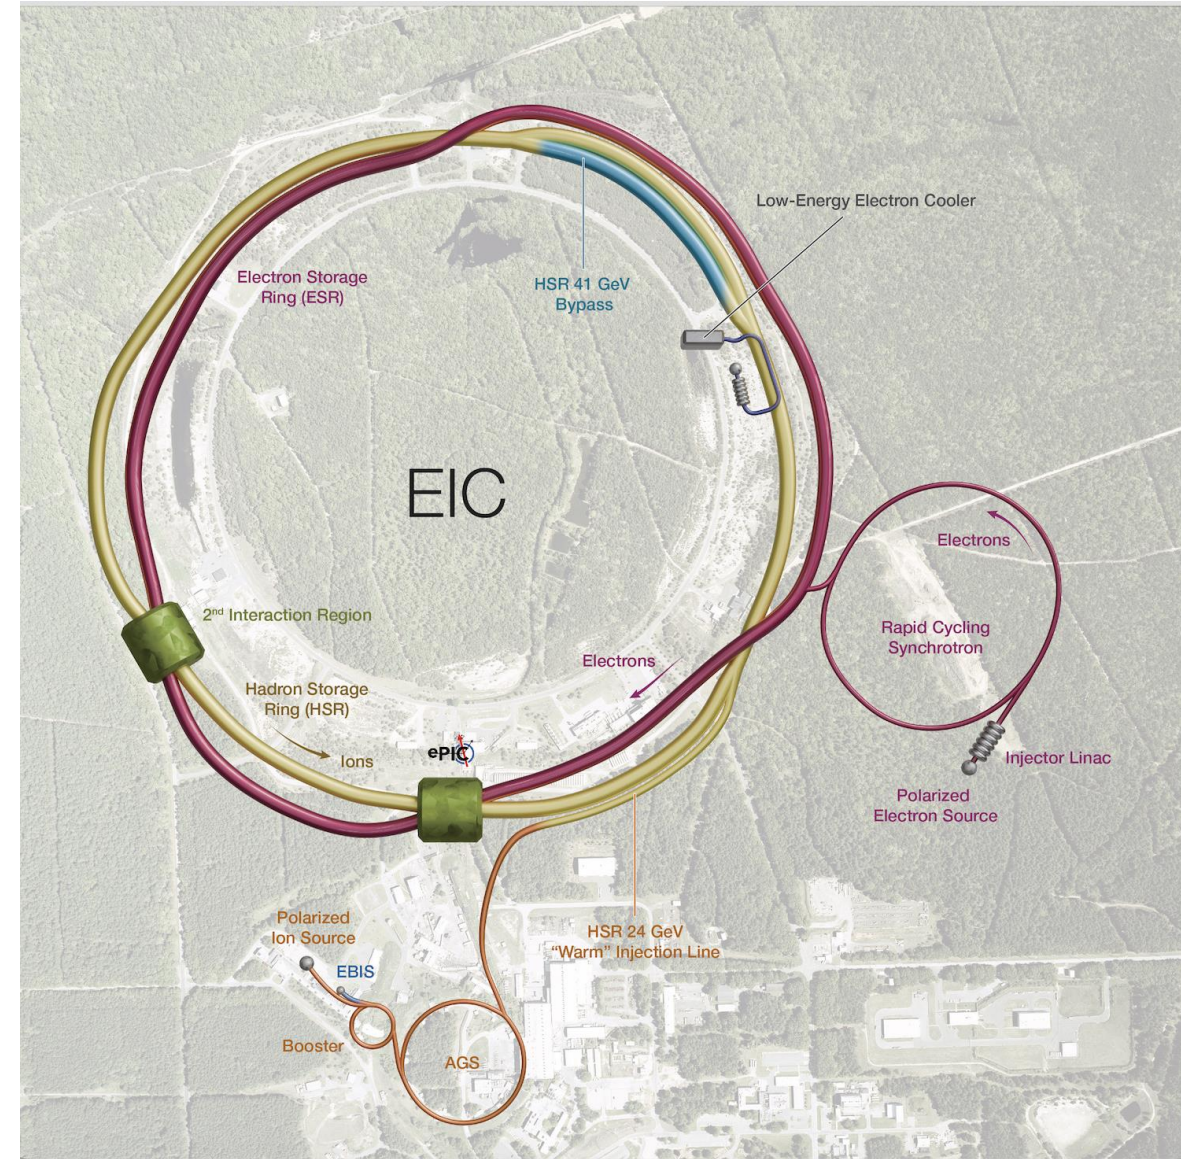 Low-Energy Electron Cooler
Electron Storage
Ring (ESR)
HSR 41 GeV
Bypass
EIC
Electrons
2nd Interaction Region
Rapid Cycling
Synchrotron
Electrons
Hadron Storage
Ring (HSR)
Ions
ePIC
Injector Linac
Polarized
Electron Source
Polarized
Ion Source
HSR 24 GeV
“Warm” Injection Line
EBIS
Booster
AGS